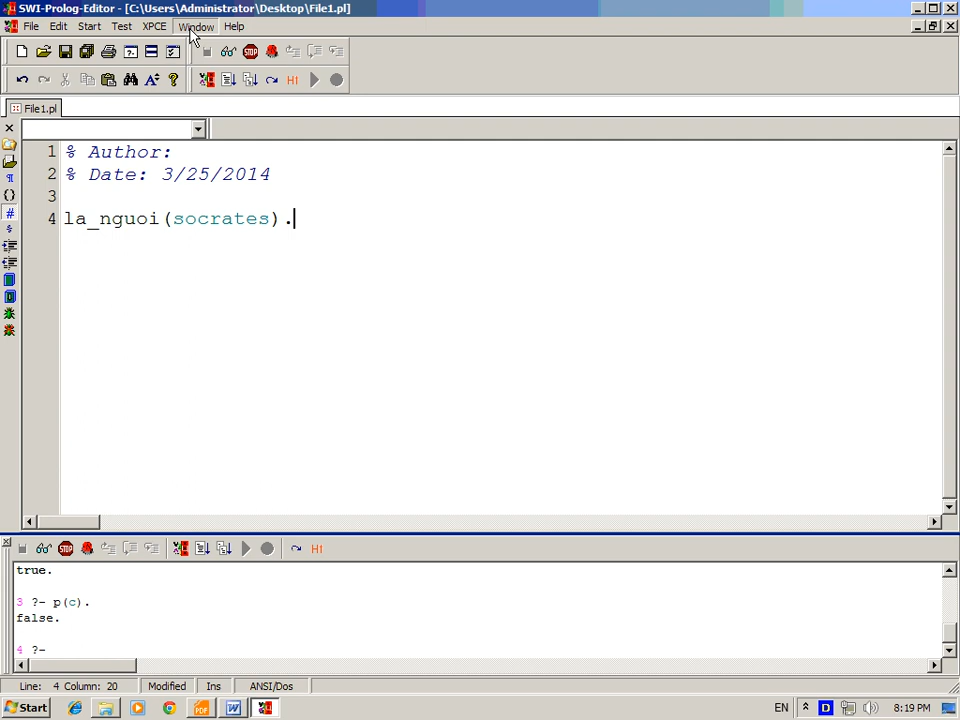 SWI-Prolog-Editor - [C:\Users\Administrator\Desktop\File1.pl]
File Edit Start Test XPCE Window Help
File1.pl
1 % Author:
2 % Date: 3/25/2014
3
4 la_nguoi(socrates).
true.
3 ?- p(c).
false.
4 ?-
Line: 4 Column: 20 Modified Ins ANSI/Dos
Start EN 8:19 PM